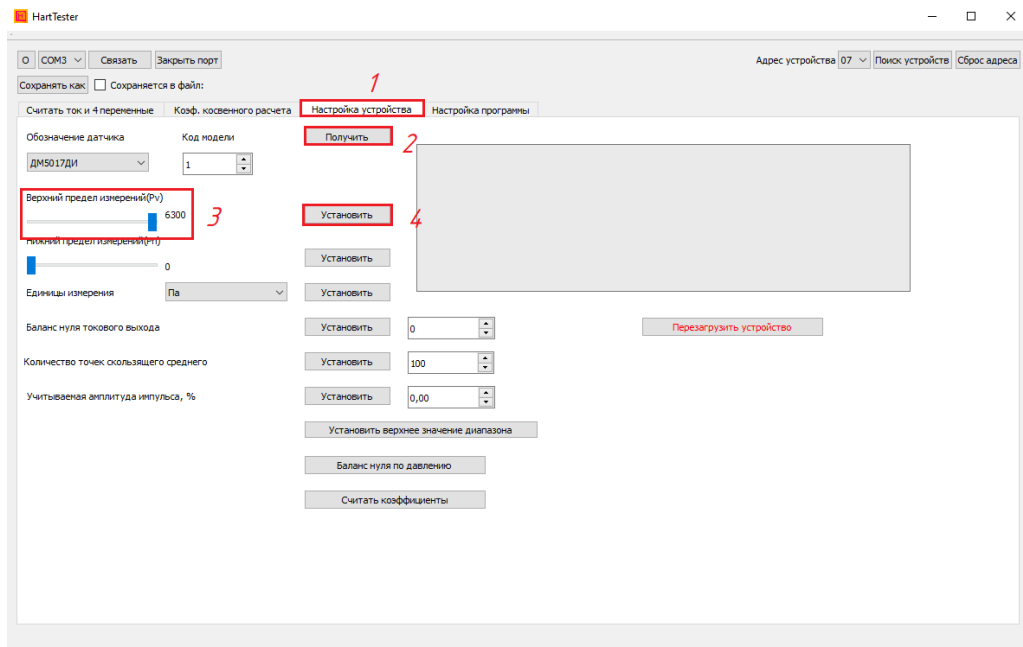 HartTester
О COM3 Связать Закрыть порт Адрес устройства 07 Поиск устройств Сброс адреса
Сохранять как Сохраняется в файл:
1
Считать ток и 4 переменные Коэф. косвенного расчета Настройка устройства Настройка программы
Обозначение датчика Код модели Получить 2
ДМ5017ДИ 1
Верхний предел измерений(Pv)
6300 3 Установить 4
Нижний предел измерений(Pn)
0 Установить
Единицы измерения Па Установить
Баланс нуля токового выхода Установить 0 Перезагрузить устройство
Количество точек скользящего среднего Установить 100
Учитываемая амплитуда импульса, % Установить 0,00
Установить верхнее значение диапазона
Баланс нуля по давлению
Считать коэффициенты